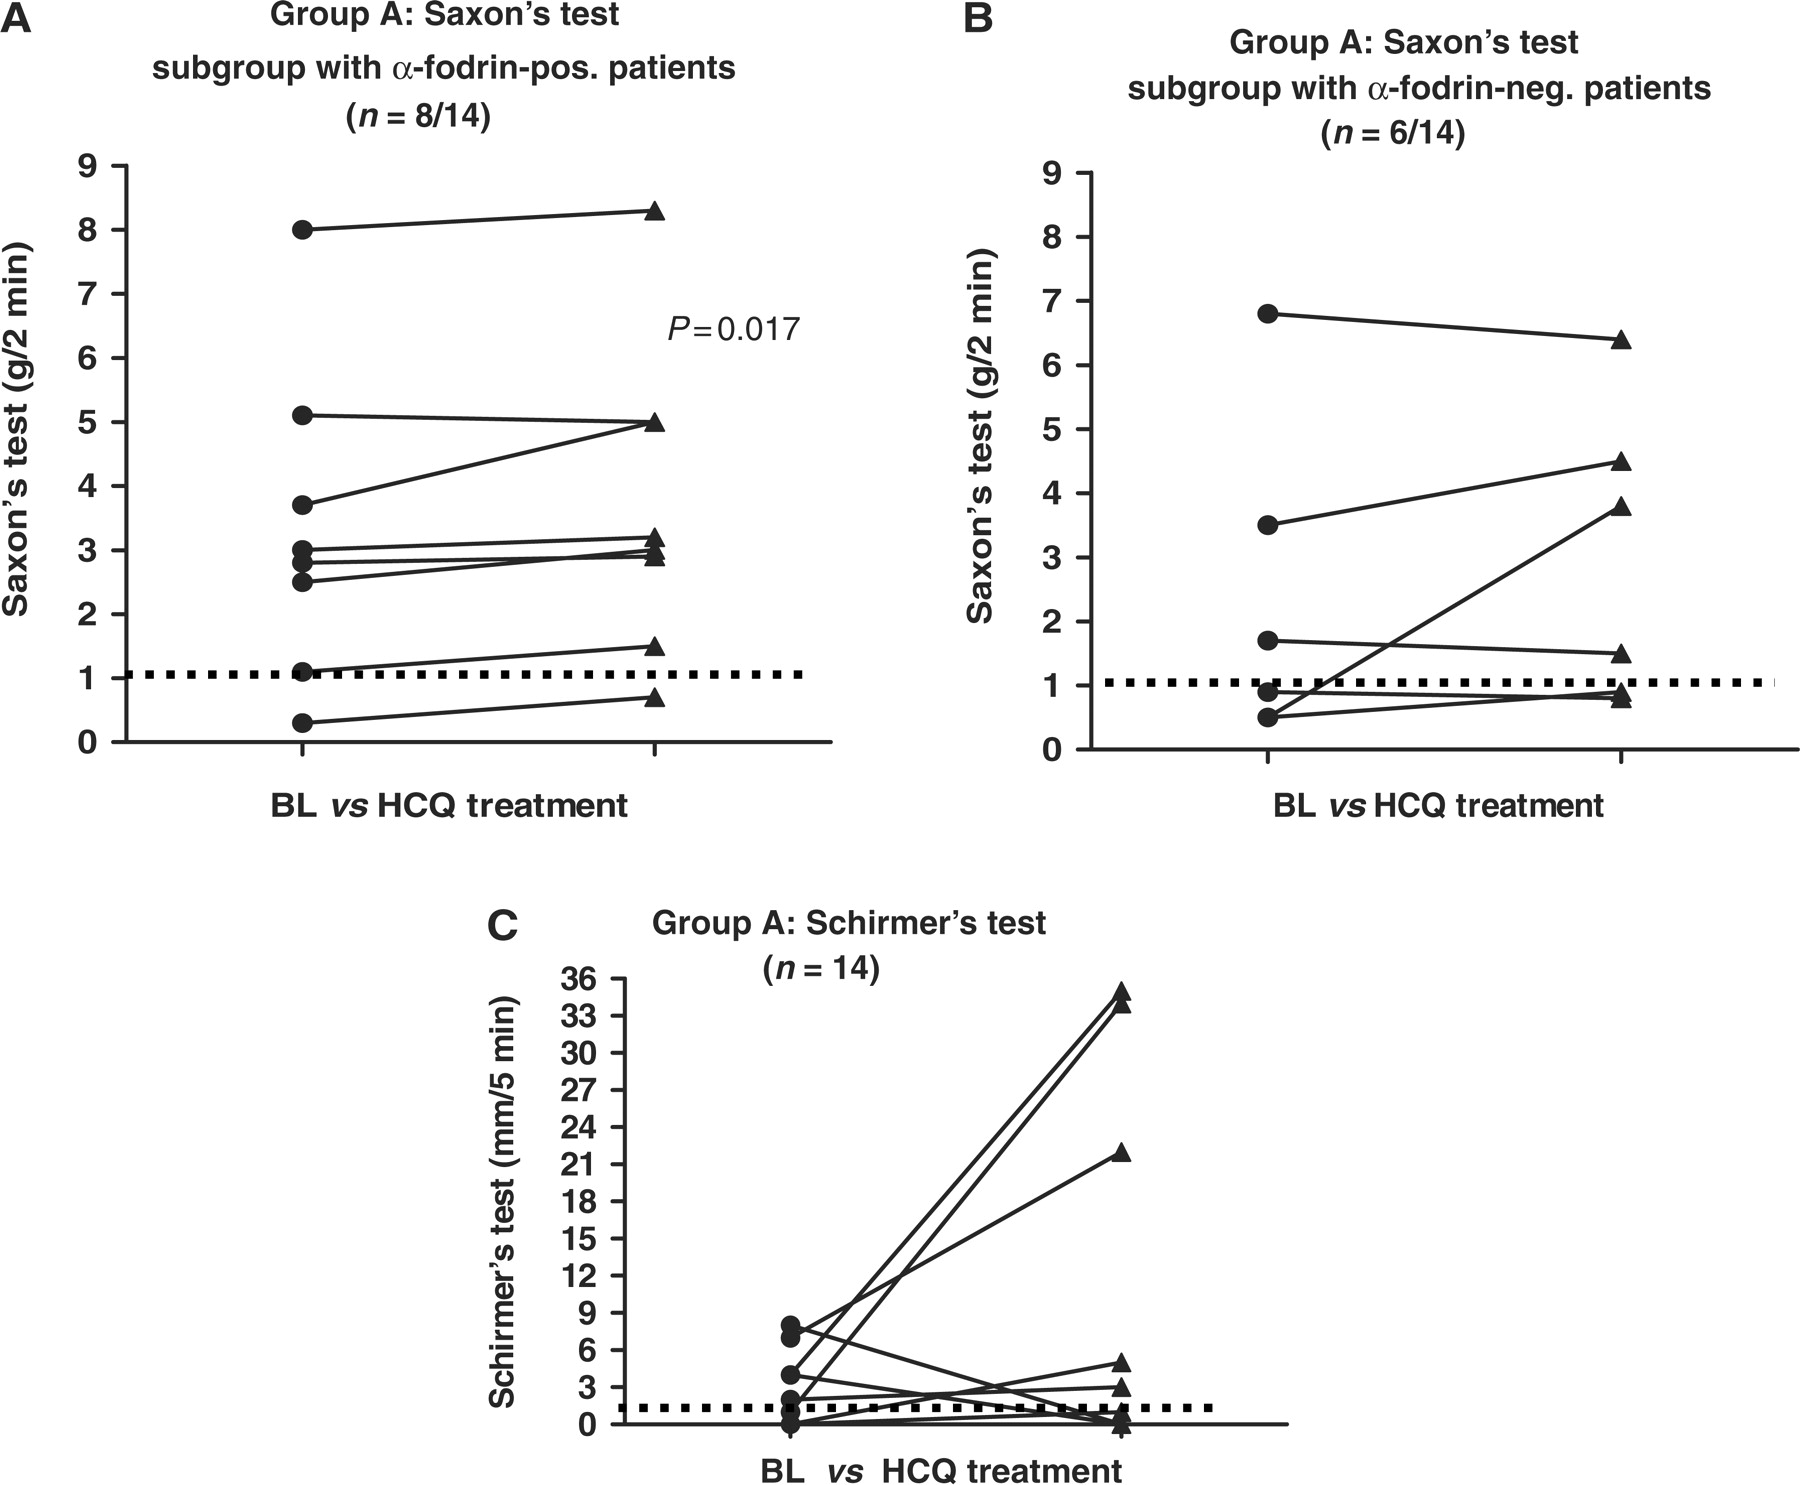 A
Group A: Saxon’s test
subgroup with α-fodrin-pos. patients
(n = 8/14)
Saxon’s test (g/2 min)
9
8
7
6
5
4
3
2
1
0
P=0.017
BL vs HCQ treatment
B
Group A: Saxon’s test
subgroup with α-fodrin-neg. patients
(n = 6/14)
Saxon’s test (g/2 min)
9
8
7
6
5
4
3
2
1
0
BL vs HCQ treatment
C
Group A: Schirmer’s test
(n = 14)
Schirmer’s test (mm/5 min)
36
33
30
27
24
21
18
15
12
9
6
3
0
BL vs HCQ treatment